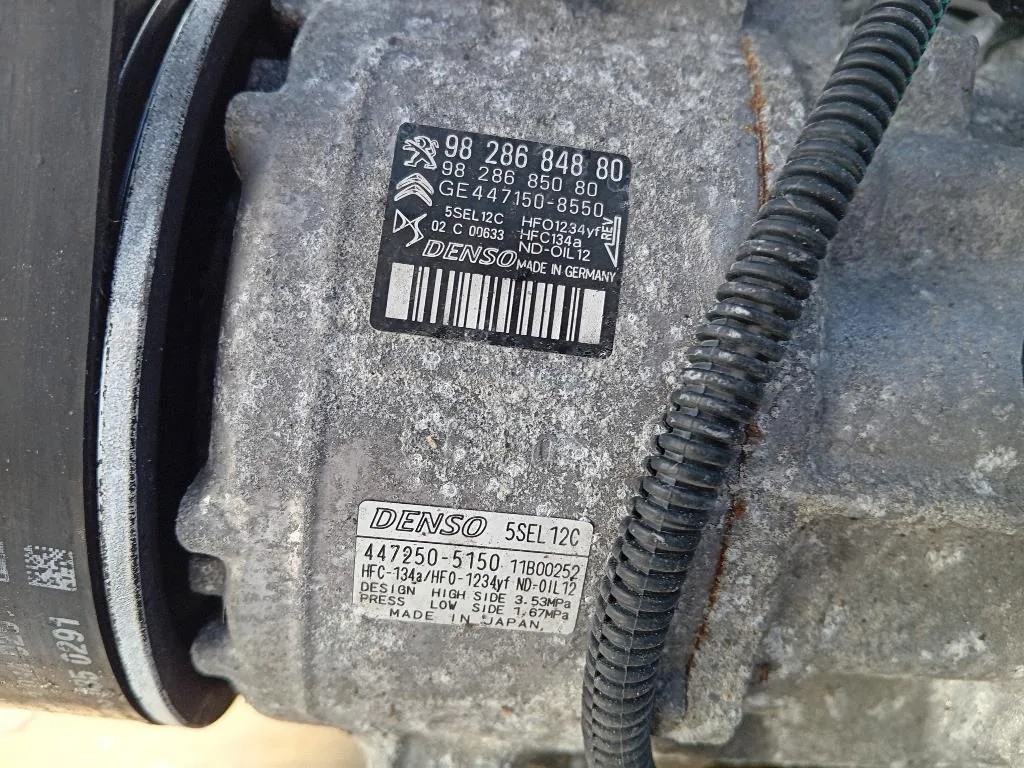 98 286 848 80
98 286 850 80
GE447150-8550
5SEL12C HFO1234yf
02 C 00633 HFC134a
ND-OIL12
REV
DENSO MADE IN GERMANY
DENSO 5SEL12C
447250-5150 11B00252
HFC-134a/HFO-1234yf ND-OIL12
DESIGN HIGH SIDE 3.53MPa
PRESS LOW SIDE 1.67MPa
MADE IN JAPAN
0291